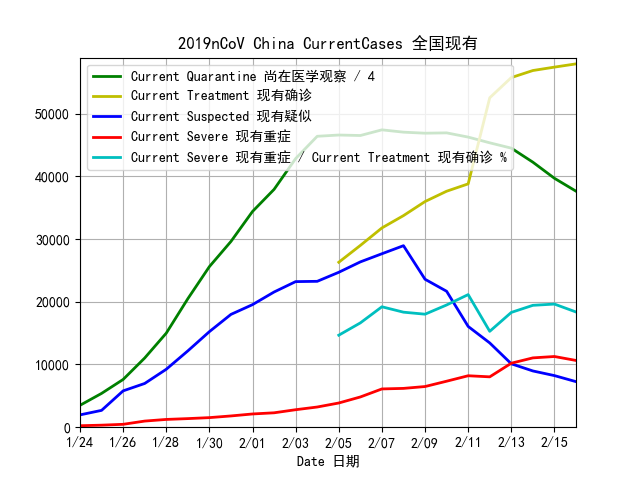 2019nCoV China CurrentCases 全国现有
Current Quarantine 尚在医学观察 / 4
Current Treatment 现有确诊
Current Suspected 现有疑似
Current Severe 现有重症
Current Severe 现有重症 / Current Treatment 现有确诊 %
50000
40000
30000
20000
10000
0
1/24 1/26 1/28 1/30 2/01 2/03 2/05 2/07 2/09 2/11 2/13 2/15
Date 日期